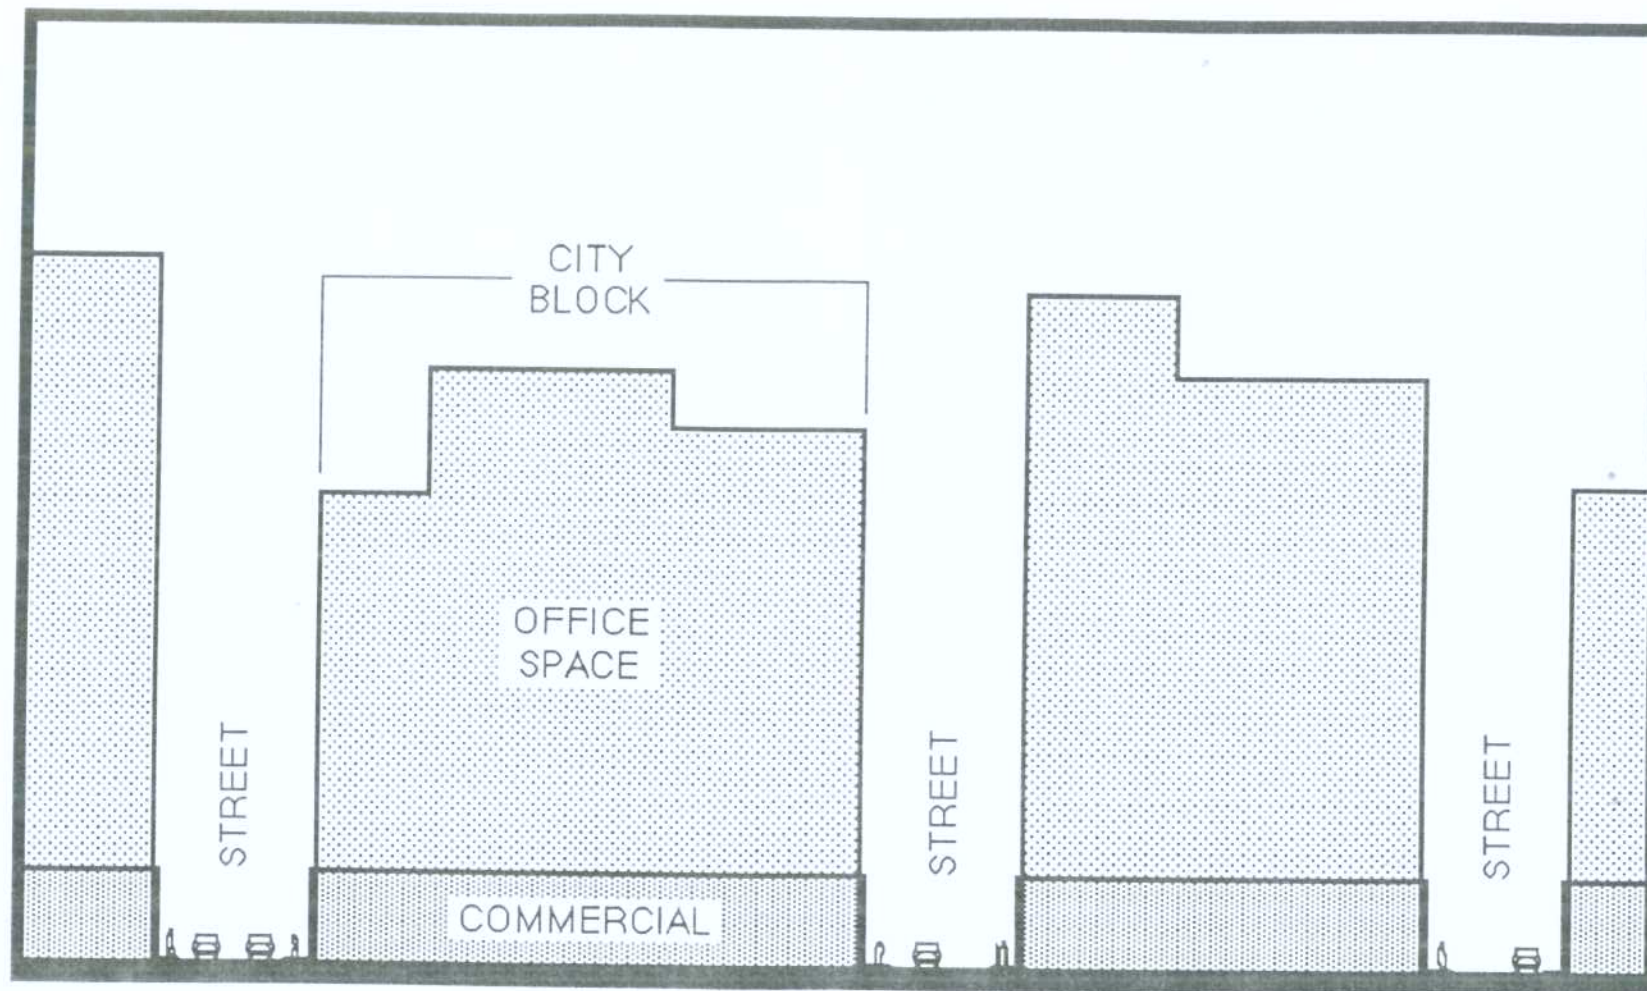 CITY
BLOCK
OFFICE
SPACE
STREET
STREET
STREET
COMMERCIAL